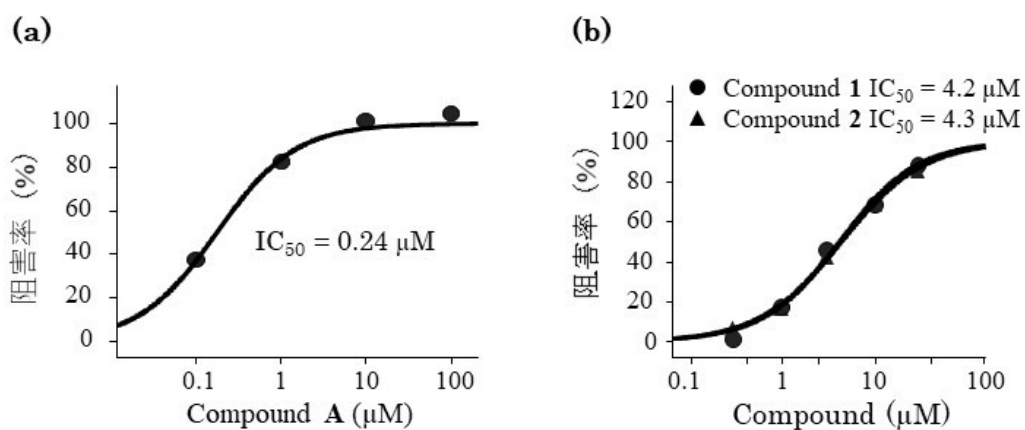 (a)
100
80
60
40
20
0
阻害率 (%)
IC50 = 0.24 μM
0.1 1 10 100
Compound A (μM)
(b)
● Compound 1 IC50 = 4.2 μM
▲ Compound 2 IC50 = 4.3 μM
120
100
80
60
40
20
0
阻害率 (%)
0.1 1 10 100
Compound (μM)